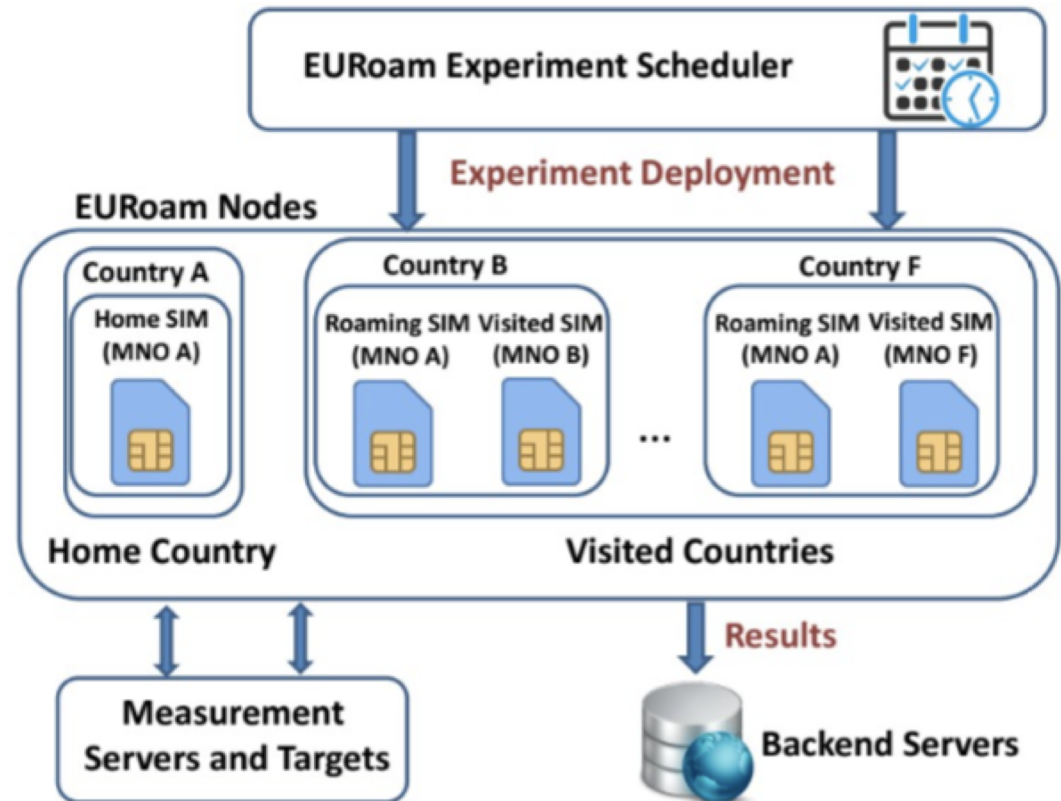 EURoam Experiment Scheduler
Experiment Deployment
EURoam Nodes
Country A
Home SIM
(MNO A)
Country B
Roaming SIM
(MNO A)
Visited SIM
(MNO B)
...
Country F
Roaming SIM
(MNO A)
Visited SIM
(MNO F)
Home Country
Visited Countries
Results
Measurement
Servers and Targets
Backend Servers